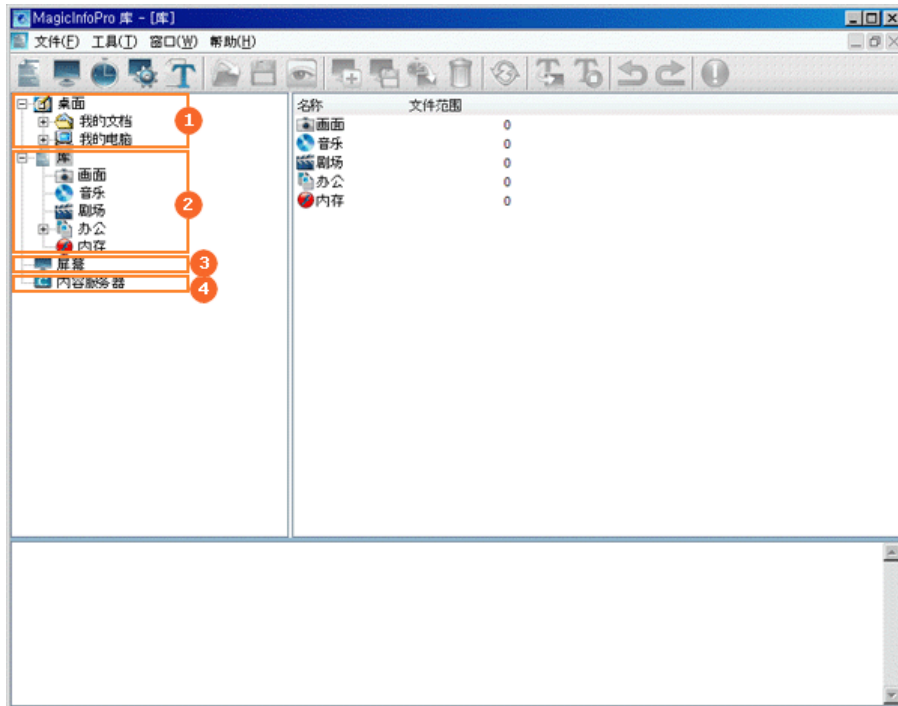 MagicInfoPro 库 - [库]
文件(F) 工具(T) 窗口(W) 帮助(H)
桌面
我的文档
我的电脑
1
库
画面
音乐
剧场
办公
内存
2
屏幕
3
内容服务器
4
名称 文件范围
画面 0
音乐 0
剧场 0
办公 0
内存 0